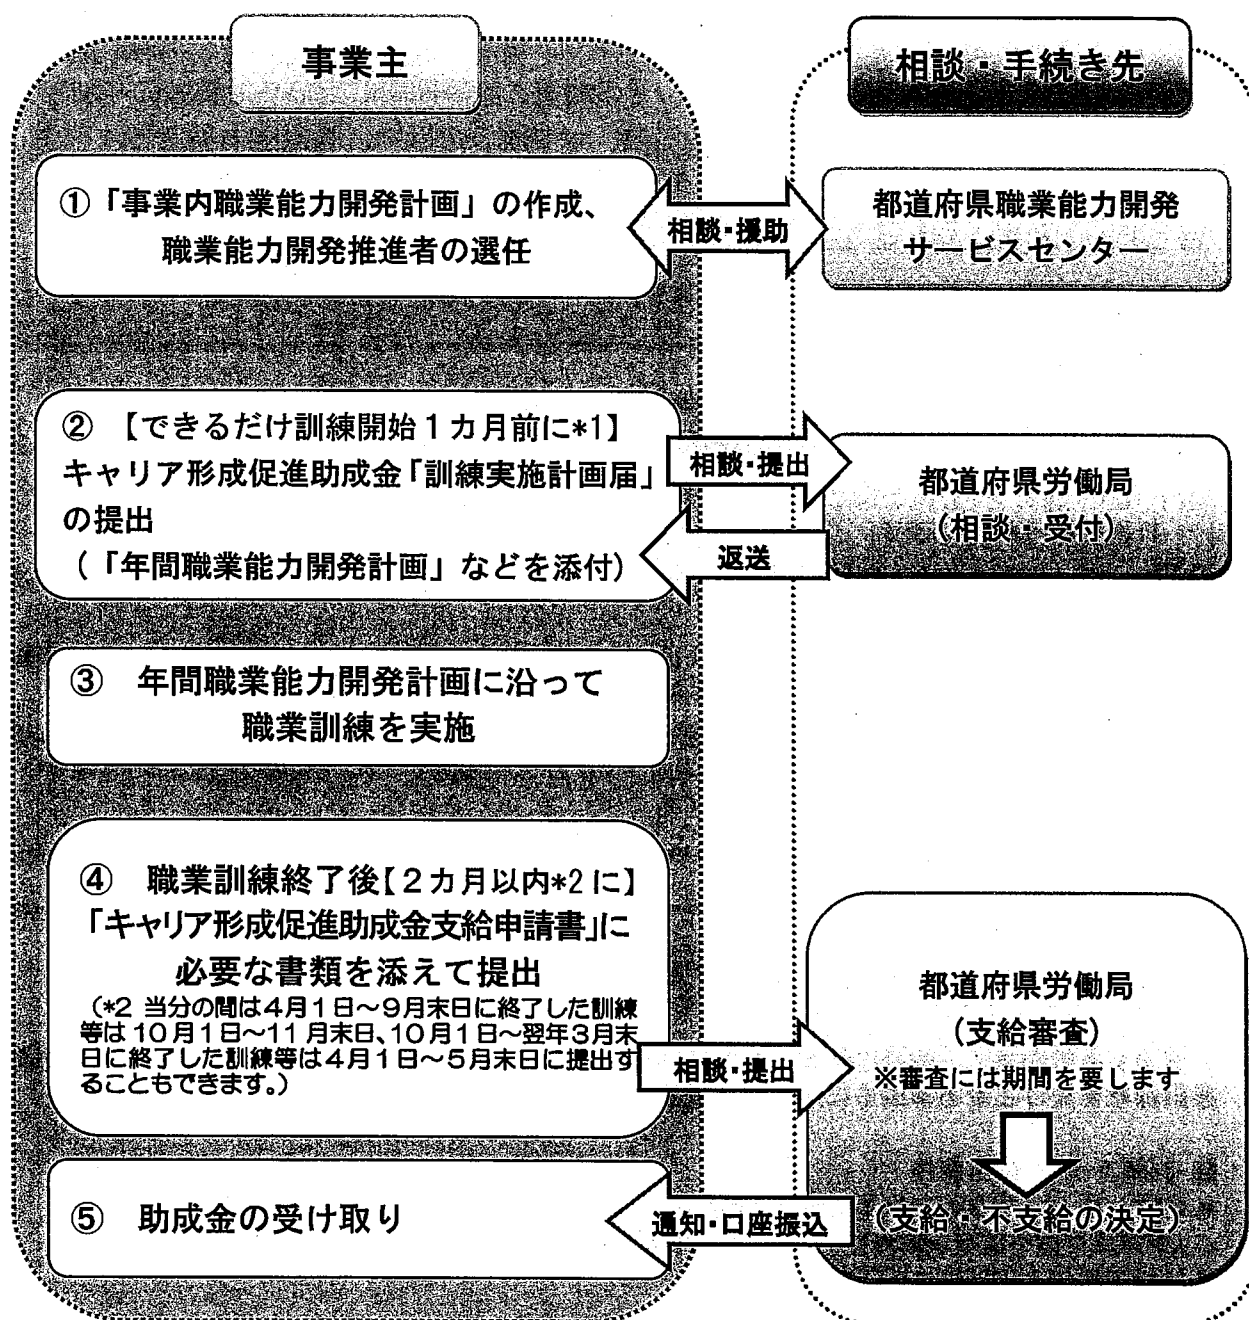 事業主
相談・手続き先
①「事業内職業能力開発計画」の作成、
職業能力開発推進者の選任
相談・援助
都道府県職業能力開発
サービスセンター
② 【できるだけ訓練開始１カ月前に*1】
キャリア形成促進助成金「訓練実施計画届」
の提出
（「年間職業能力開発計画」などを添付）
相談・提出
返送
都道府県労働局
（相談・受付）
③ 年間職業能力開発計画に沿って
職業訓練を実施
④ 職業訓練終了後【２カ月以内*2に】
「キャリア形成促進助成金支給申請書」に
必要な書類を添えて提出
（*2 当分の間は４月１日～９月末日に終了した訓練
等は10月１日～11月末日、10月１日～翌年３月末
日に終了した訓練等は４月１日～５月末日に提出す
ることもできます。）
相談・提出
都道府県労働局
（支給審査）
※審査には期間を要します
（支給・不支給の決定）
⑤ 助成金の受け取り
通知・口座振込